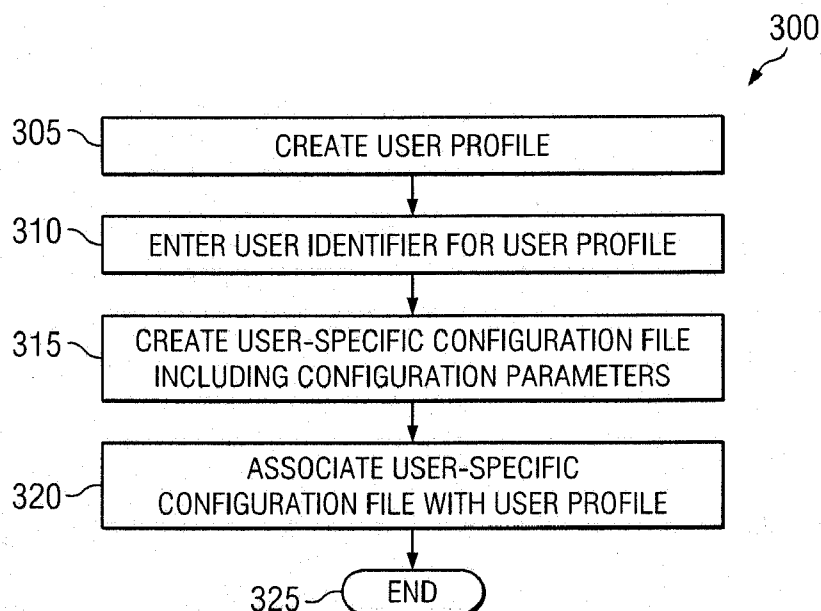 300
305
CREATE USER PROFILE
310
ENTER USER IDENTIFIER FOR USER PROFILE
315
CREATE USER-SPECIFIC CONFIGURATION FILE
INCLUDING CONFIGURATION PARAMETERS
320
ASSOCIATE USER-SPECIFIC
CONFIGURATION FILE WITH USER PROFILE
325
END